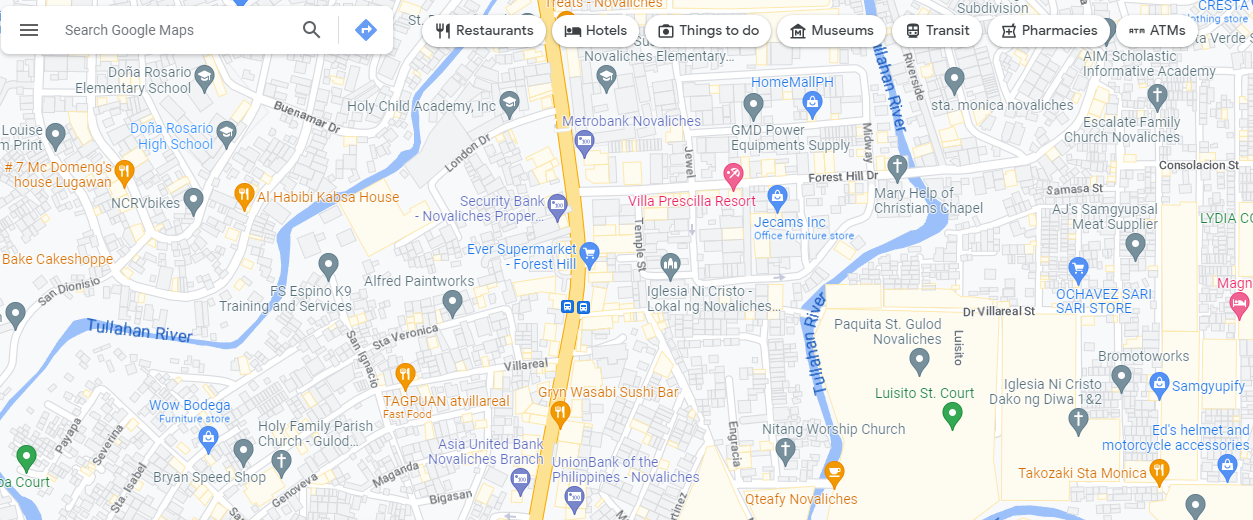 Search Google Maps
Restaurants
Hotels
Things to do
Museums
Transit
Pharmacies
ATMs
Treats - Novaliches
Subdivision
CRESTA
clothing store
Novaliches Elementary...
AIM Scholastic
Informative Academy
Doña Rosario
Elementary School
Holy Child Academy, Inc
HomeMallPH
Riverside
sta. monica novaliches
Tullahan River
Buenamar Dr
Metrobank Novaliches
GMD Power
Equipments Supply
Escalate Family
Church Novaliches
Louise
m Print
Doña Rosario
High School
London Dr
Midway
Jewel
# 7 Mc Domeng's
house Lugawan
Al Habibi Kabsa House
NCRVbikes
Security Bank
- Novaliches Proper...
Villa Prescilla Resort
Forest Hill Dr
Mary Help of
Christians Chapel
Consolacion St
Samasa St
AJ's Samgyupsal
Meat Supplier
LYDIA CO
Jecams Inc
Office furniture store
Temple St
Ever Supermarket
- Forest Hill
Bake Cakeshoppe
San Dionisio
FS Espino K9
Training and Services
Alfred Paintworks
Iglesia Ni Cristo -
Lokal ng Novaliches...
OCHAVEZ SARI
SARI STORE
Magn
Tullahan River
Sta Veronica
San Ignacio
Villareal
Tullahan River
Dr Villareal St
Paquita St. Gulod
Novaliches
Luisito
Bromotoworks
TAGPUAN atvillareal
Fast Food
Gryn Wasabi Sushi Bar
Luisito St. Court
Iglesia Ni Cristo
Dako ng Diwa 1&2
Samgyupify
Wow Bodega
Furniture store
Payapa
Severina
Holy Family Parish
Church - Gulod...
Asia United Bank
Novaliches Branch
Engracia
Nitang Worship Church
Ed's helmet and
motorcycle accessories
Sta. Isabel
Bryan Speed Shop
Genoveva
Maganda
Bigasan
UnionBank of the
Philippines - Novaliches
Qteafy Novaliches
Takozaki Sta Monica
Court